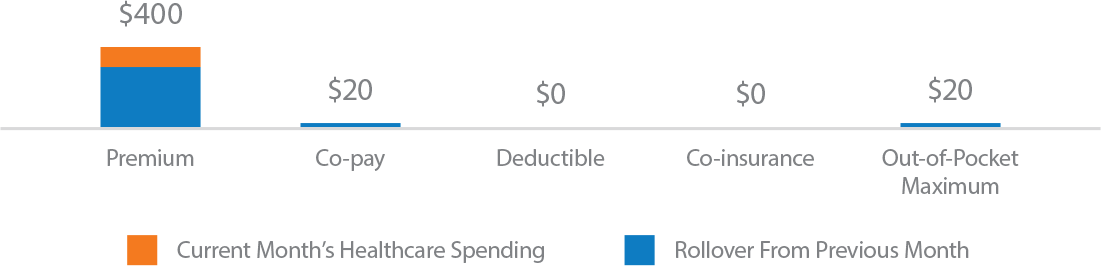 $400
$20
$0
$0
$20
Premium
Co-pay
Deductible
Co-insurance
Out-of-Pocket
Maximum
Current Month’s Healthcare Spending
Rollover From Previous Month